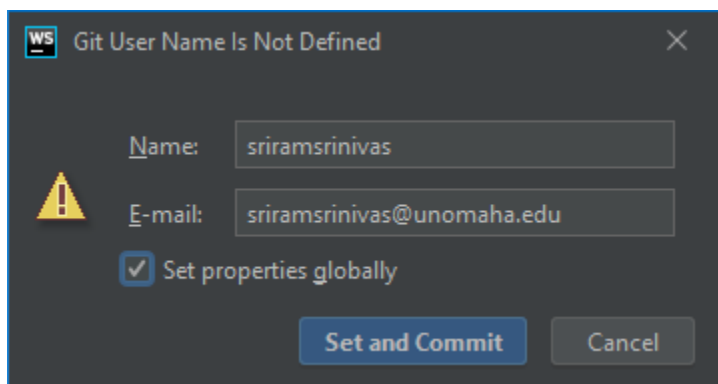 WS Git User Name Is Not Defined
Name: sriramsrinivas
E-mail: sriramsrinivas@unomaha.edu
Set properties globally
Set and Commit Cancel